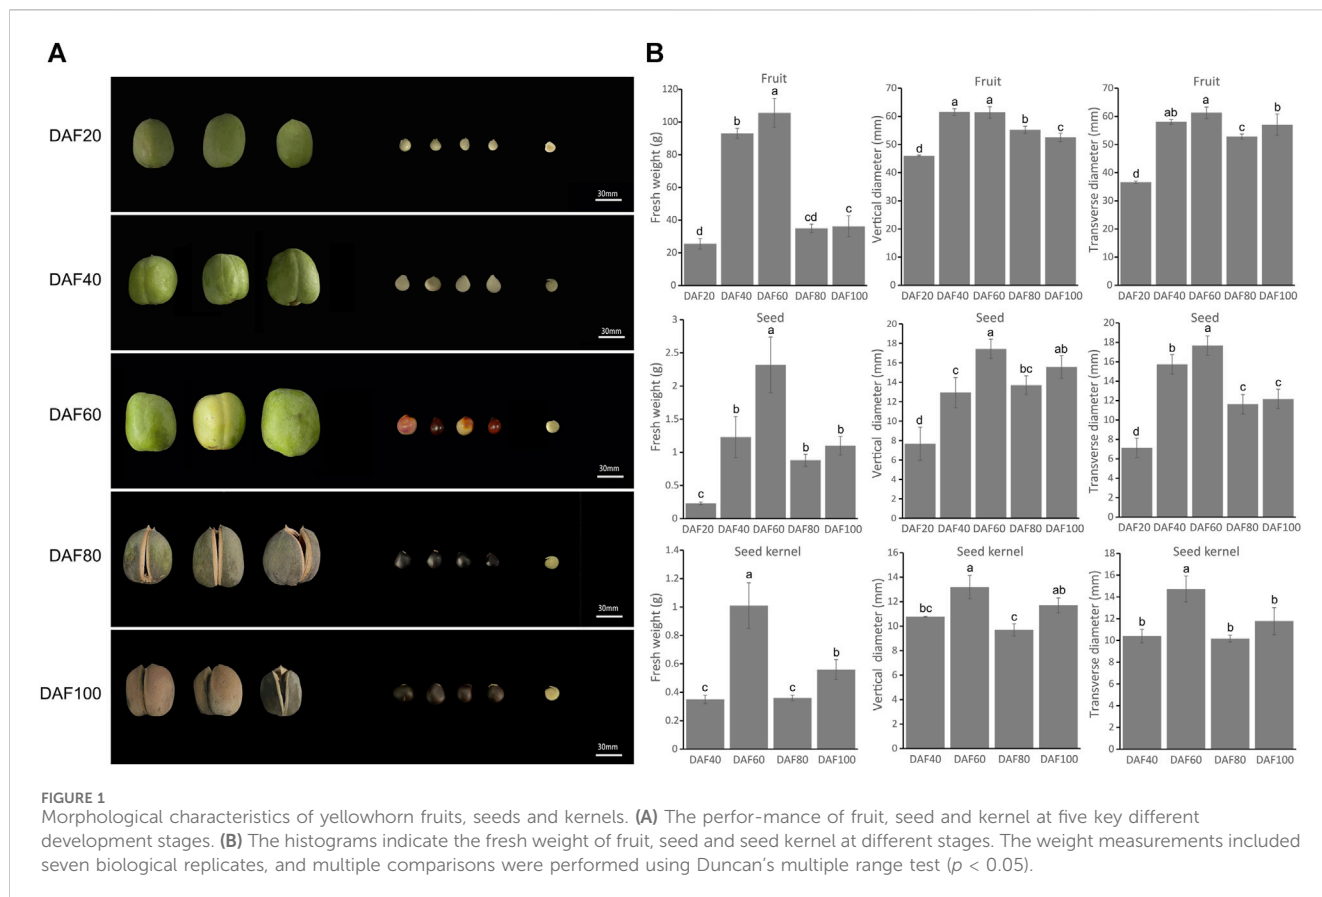 A
DAF20
30mm
DAF40
30mm
DAF60
30mm
DAF80
30mm
DAF100
30mm
B
Fruit
Fresh weight (g)
120
100
80
60
40
20
0
d
b
a
cd
c
DAF20 DAF40 DAF60 DAF80 DAF100
Fruit
Vertical diameter (mm)
70
60
50
40
30
20
10
0
d
a
a
b
c
DAF20 DAF40 DAF60 DAF80 DAF100
Fruit
Transverse diameter (mm)
70
60
50
40
30
20
10
0
d
ab
a
c
b
DAF20 DAF40 DAF60 DAF80 DAF100
Seed
Fresh weight (g)
3
2.5
2
1.5
1
0.5
0
c
b
a
b
b
DAF20 DAF40 DAF60 DAF80 DAF100
Seed
Vertical diameter (mm)
20
18
16
14
12
10
8
6
4
2
0
d
c
a
bc
ab
DAF20 DAF40 DAF60 DAF80 DAF100
Seed
Transverse diameter (mm)
20
18
16
14
12
10
8
6
4
2
0
d
b
a
c
c
DAF20 DAF40 DAF60 DAF80 DAF100
Seed kernel
Fresh weight (g)
1.4
1.2
1
0.8
0.6
0.4
0.2
0
c
a
c
b
DAF40 DAF60 DAF80 DAF100
Seed kernel
Vertical diameter (mm)
16
14
12
10
8
6
4
2
0
bc
a
c
ab
DAF40 DAF60 DAF80 DAF100
Seed kernel
Transverse diameter (mm)
18
16
14
12
10
8
6
4
2
0
b
a
b
b
DAF40 DAF60 DAF80 DAF100
FIGURE 1
Morphological characteristics of yellowhorn fruits, seeds and kernels. (A) The perfor-mance of fruit, seed and kernel at five key different
development stages. (B) The histograms indicate the fresh weight of fruit, seed and seed kernel at different stages. The weight measurements included
seven biological replicates, and multiple comparisons were performed using Duncan's multiple range test (p < 0.05).